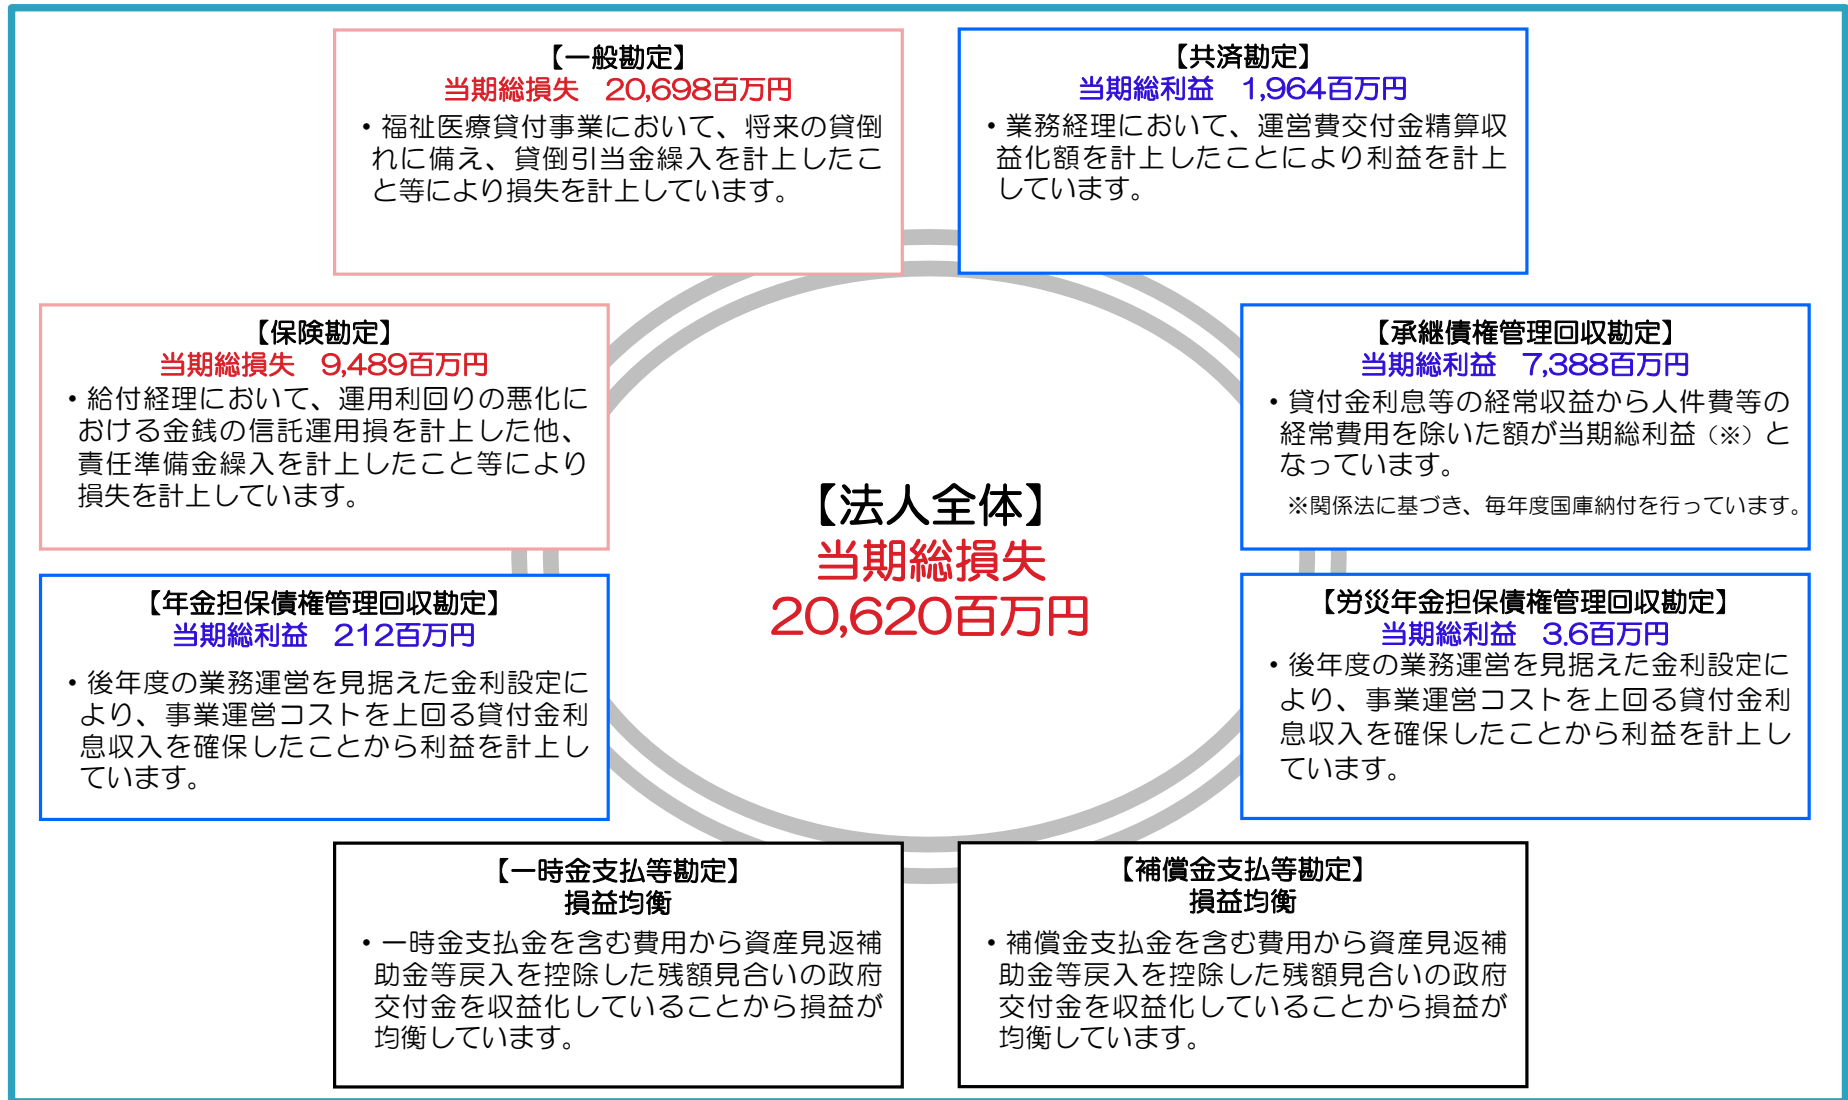 【一般勘定】
当期総損失　20,698百万円
・福祉医療貸付事業において、将来の貸倒
れに備え、貸倒引当金繰入を計上したこ
と等により損失を計上しています。
【共済勘定】
当期総利益　1,964百万円
・業務経理において、運営費交付金精算収
益化額を計上したことにより利益を計上
しています。
【保険勘定】
当期総損失　9,489百万円
・給付経理において、運用利回りの悪化に
おける金銭の信託運用損を計上した他、
責任準備金繰入を計上したこと等により
損失を計上しています。
【承継債権管理回収勘定】
当期総利益　7,388百万円
・貸付金利息等の経常収益から人件費等の
経常費用を除いた額が当期総利益（※）と
なっています。
※関係法に基づき、毎年度国庫納付を行っています。
【法人全体】
当期総損失
20,620百万円
【年金担保債権管理回収勘定】
当期総利益　212百万円
・後年度の業務運営を見据えた金利設定に
より、事業運営コストを上回る貸付金利
息収入を確保したことから利益を計上し
ています。
【労災年金担保債権管理回収勘定】
当期総利益　3.6百万円
・後年度の業務運営を見据えた金利設定に
より、事業運営コストを上回る貸付金利
息収入を確保したことから利益を計上し
ています。
【一時金支払等勘定】
損益均衡
・一時金支払金を含む費用から資産見返補
助金等戻入を控除した残額見合いの政府
交付金を収益化していることから損益が
均衡しています。
【補償金支払等勘定】
損益均衡
・補償金支払金を含む費用から資産見返補
助金等戻入を控除した残額見合いの政府
交付金を収益化していることから損益が
均衡しています。